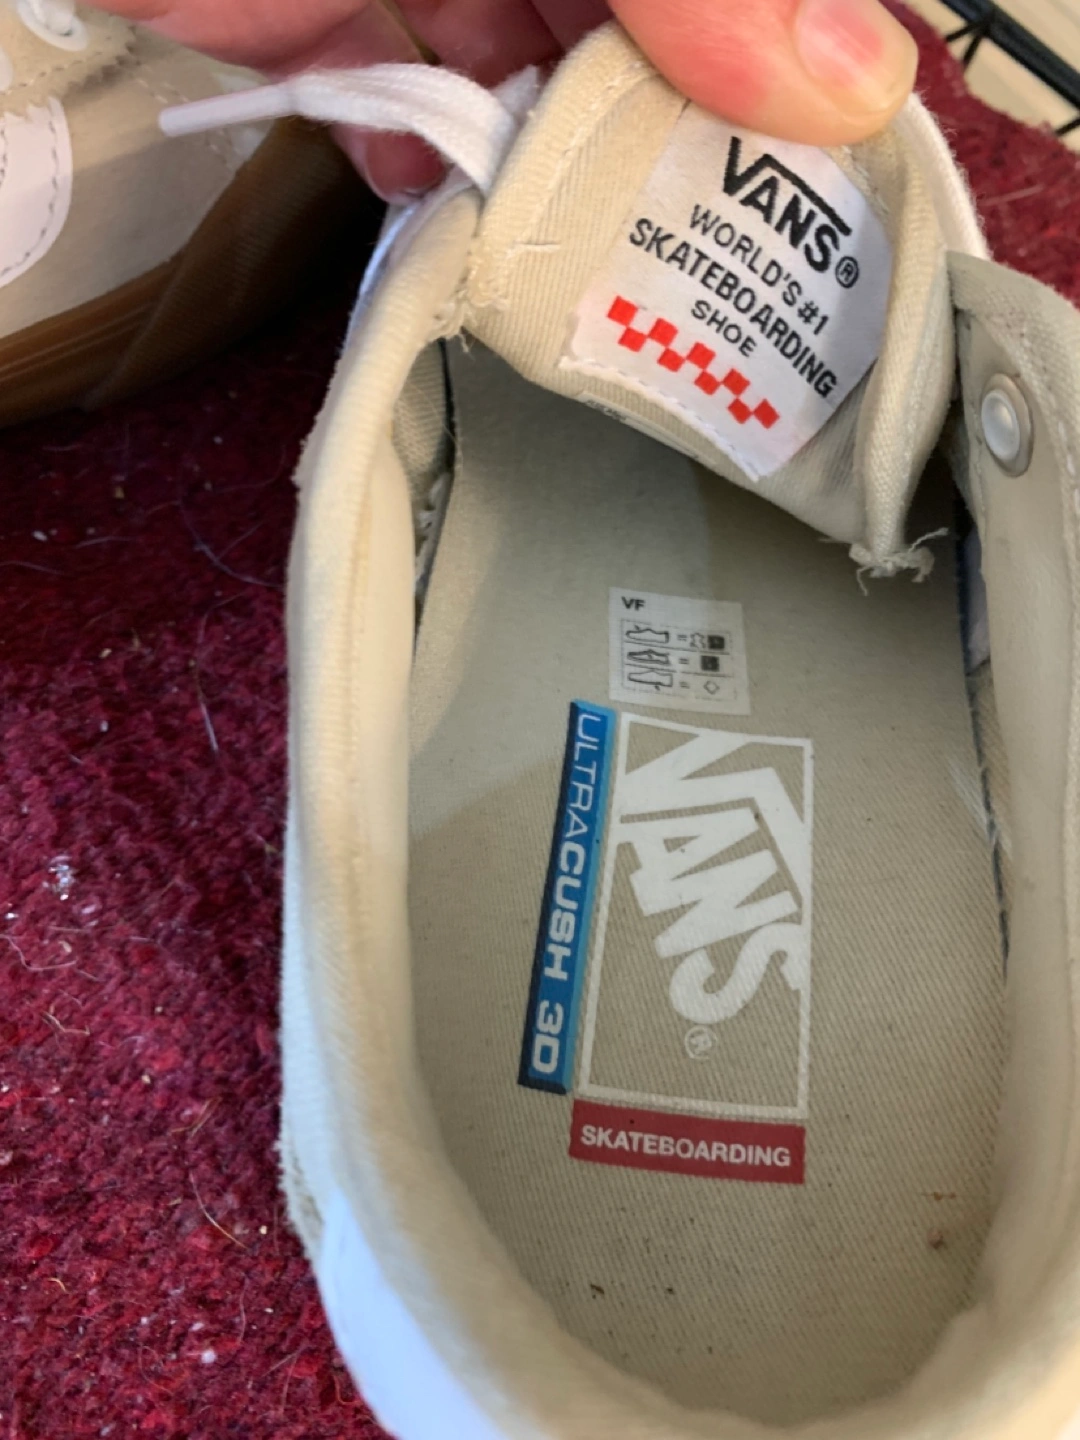 VANS®
WORLD'S #1
SKATEBOARDING
SHOE
VF
VANS®
ULTRACUSH 3D
SKATEBOARDING